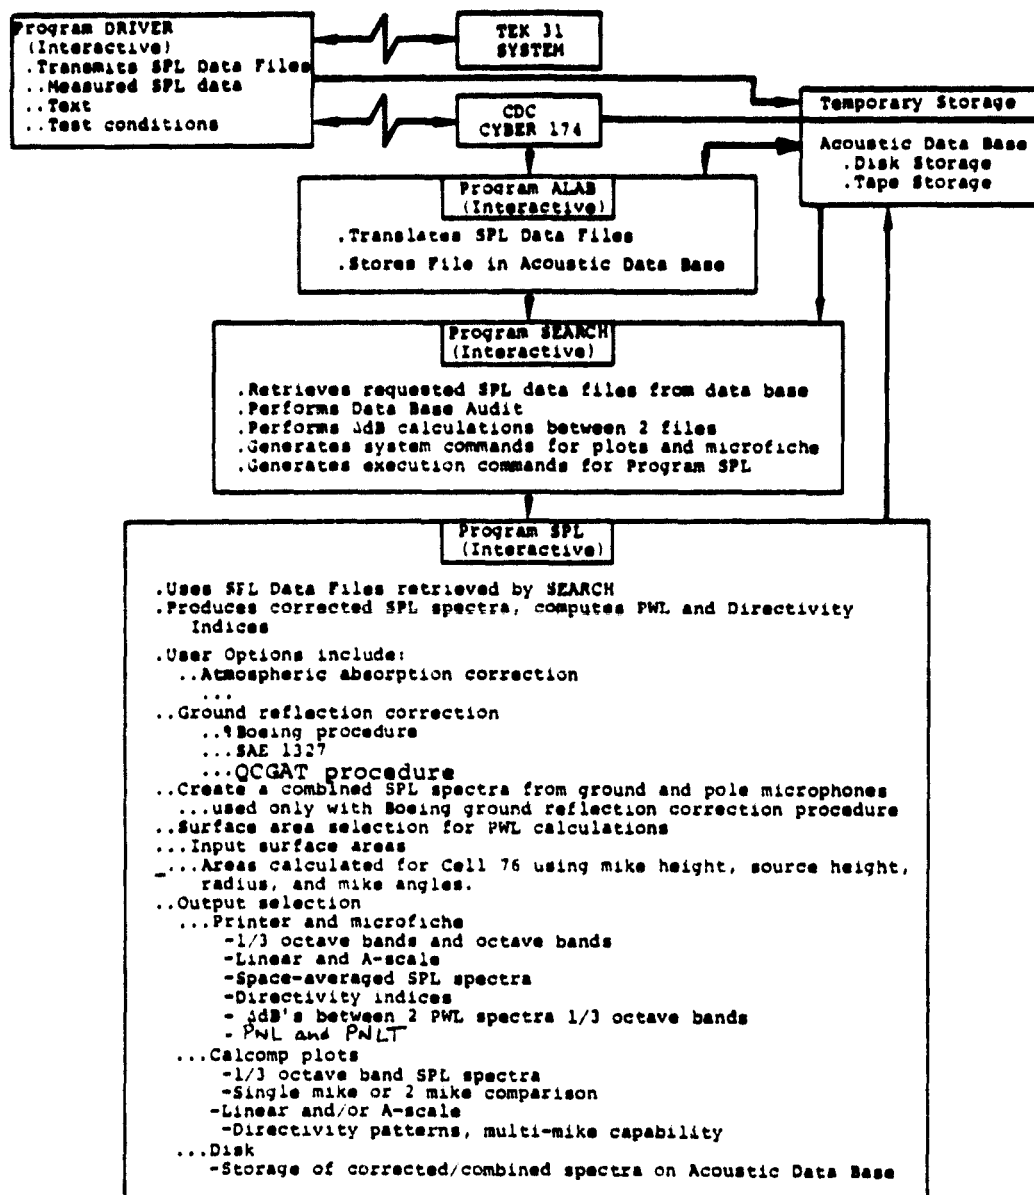 Program DRIVER
(Interactive)
.Transmits SPL Data Files
..Measured SPL data
..Text
..Test conditions
TEK 31
SYSTEM
CDC
CYBER 174
Temporary Storage
Acoustic Data Base
.Disk Storage
.Tape Storage
Program ALAB
(Interactive)
.Translates SPL Data Files
.Stores File in Acoustic Data Base
Program SEARCH
(Interactive)
.Retrieves requested SPL data files from data base
.Performs Data Base Audit
.Performs ΔdB calculations between 2 files
.Generates system commands for plots and microfiche
.Generates execution commands for Program SPL
Program SPL
(Interactive)
.Uses SPL Data Files retrieved by SEARCH
.Produces corrected SPL spectra, computes PWL and Directivity
Indices
.User Options include:
..Atmospheric absorption correction
...
..Ground reflection correction
...Boeing procedure
...SAE 1327
...QCGAT procedure
..Create a combined SPL spectra from ground and pole microphones
...used only with Boeing ground reflection correction procedure
..Surface area selection for PWL calculations
...Input surface areas
...Areas calculated for Cell 76 using mike height, source height,
radius, and mike angles.
..Output selection
...Printer and microfiche
-1/3 octave bands and octave bands
-Linear and A-scale
-Space-averaged SPL spectra
-Directivity indices
- ΔdB's between 2 PWL spectra 1/3 octave bands
- PNL and PNLT
...Calcomp plots
-1/3 octave band SPL spectra
-Single mike or 2 mike comparison
-Linear and/or A-scale
-Directivity patterns, multi-mike capability
...Disk
-Storage of corrected/combined spectra on Acoustic Data Base